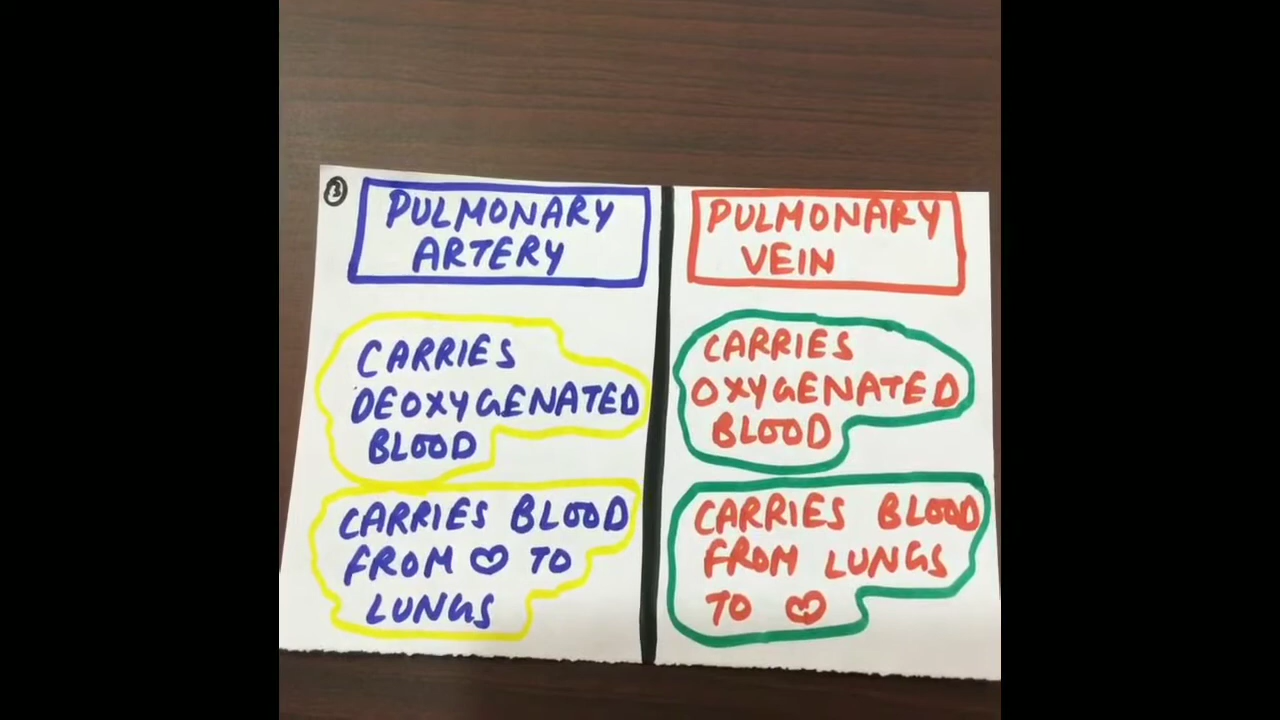 PULMONARY
ARTERY
CARRIES
DEOXYGENATED
BLOOD
CARRIES BLOOD
FROM ♡ TO
LUNGS
PULMONARY
VEIN
CARRIES
OXYGENATED
BLOOD
CARRIES BLOOD
FROM LUNGS
TO ♡